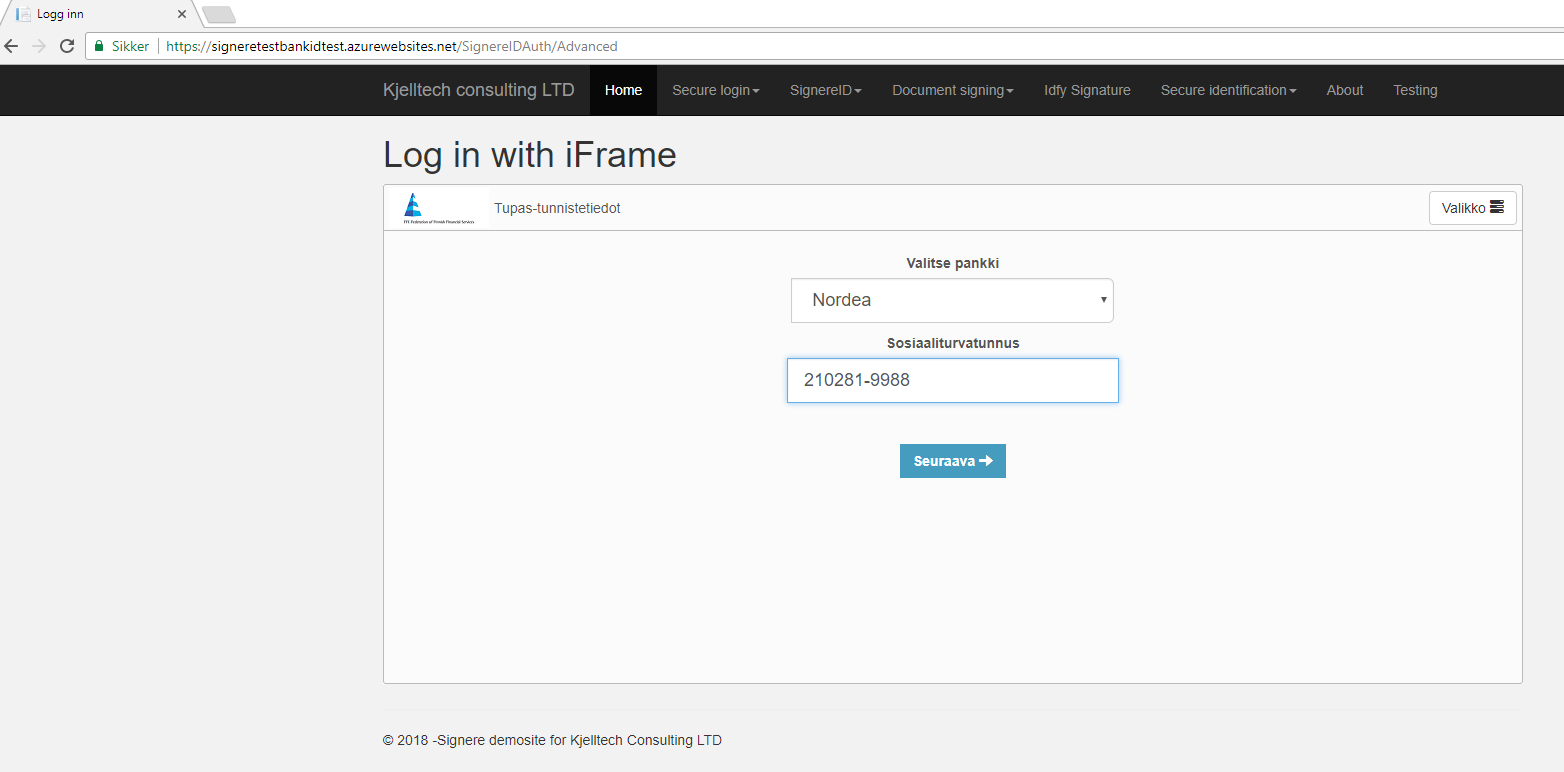 Logg inn
Sikker https://signeretestbankidtest.azurewebsites.net/SignereIDAuth/Advanced
Kjelltech consulting LTD Home Secure login SignereID Document signing Idfy Signature Secure identification About Testing
Log in with iFrame
FFI Federation of Finnish Financial Services
Tupas-tunnistetiedot Valikko
Valitse pankki
Nordea
Sosiaaliturvatunnus
210281-9988
Seuraava
© 2018 -Signere demosite for Kjelltech Consulting LTD